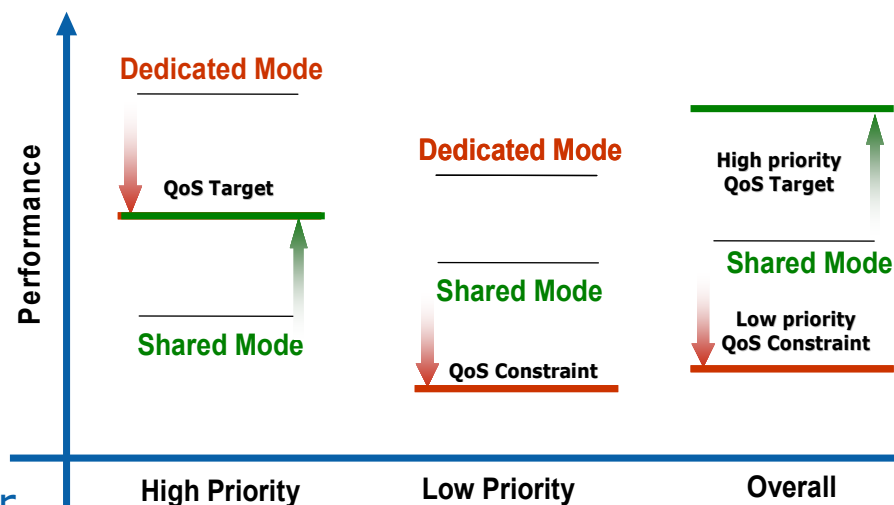 Dedicated Mode
QoS Target
Shared Mode
Dedicated Mode
Shared Mode
QoS Constraint
High priority
QoS Target
Shared Mode
Low priority
QoS Constraint
Performance
High Priority
Low Priority
Overall
r